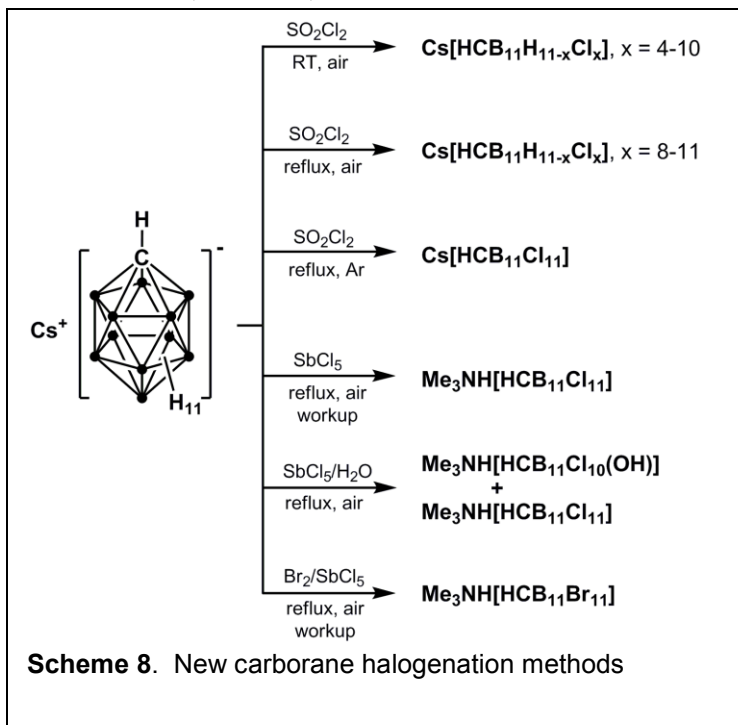 SO₂Cl₂
RT, air
Cs[HCB₁₁H₁₁₋ₓClₓ], x = 4-10
SO₂Cl₂
reflux, air
Cs[HCB₁₁H₁₁₋ₓClₓ], x = 8-11
SO₂Cl₂
reflux, Ar
Cs[HCB₁₁Cl₁₁]
H
C
-
Cs⁺
H₁₁
SbCl₅
reflux, air
workup
Me₃NH[HCB₁₁Cl₁₁]
SbCl₅/H₂O
reflux, air
Me₃NH[HCB₁₁Cl₁₀(OH)]
+
Me₃NH[HCB₁₁Cl₁₁]
Br₂/SbCl₅
reflux, air
workup
Me₃NH[HCB₁₁Br₁₁]
Scheme 8. New carborane halogenation methods